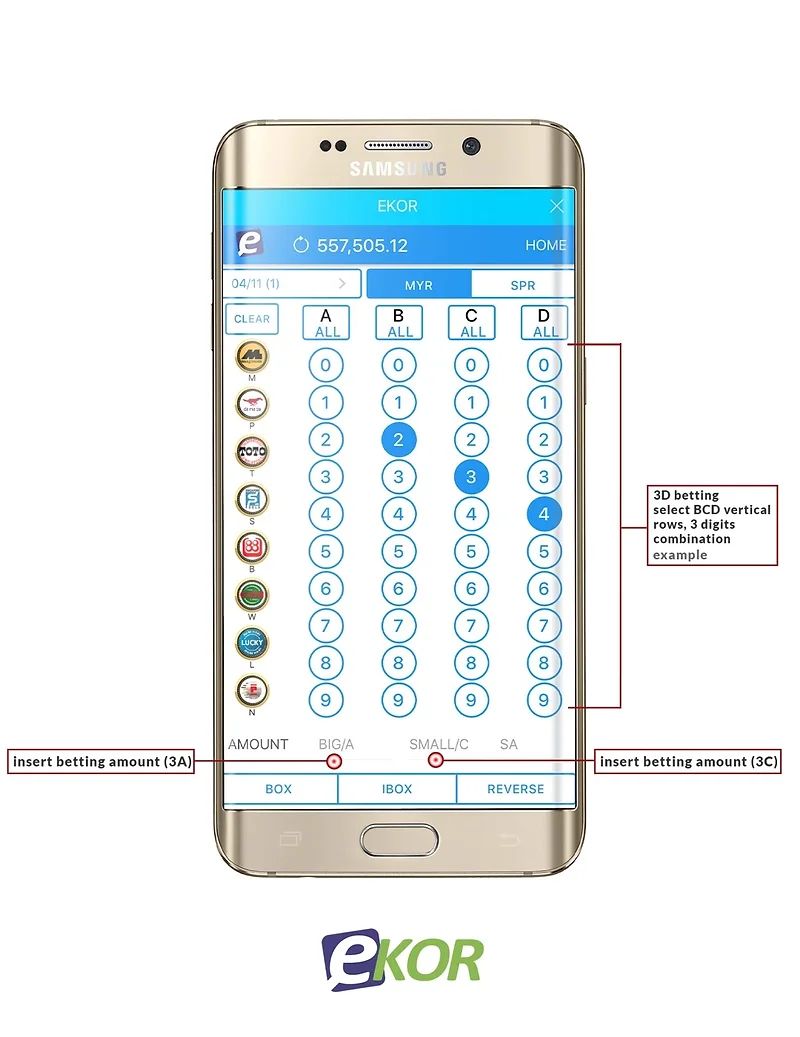 SAMSUNG
EKOR
e 557,505.12 HOME
04/11 (1) MYR SPR
CLEAR A B C D
ALL ALL ALL ALL
0 0 0 0
M
1 1 1 1
P
2 2 2 2
TOTO
T
3 3 3 3
S
4 4 4 4
88
B
5 5 5 5
W
6 6 6 6
LUCKY
L
7 7 7 7
N
8 8 8 8
9 9 9 9
3D betting
select BCD vertical
rows, 3 digits
combination
example
AMOUNT BIG/A SMALL/C SA
insert betting amount (3A)
insert betting amount (3C)
BOX IBOX REVERSE
eKOR